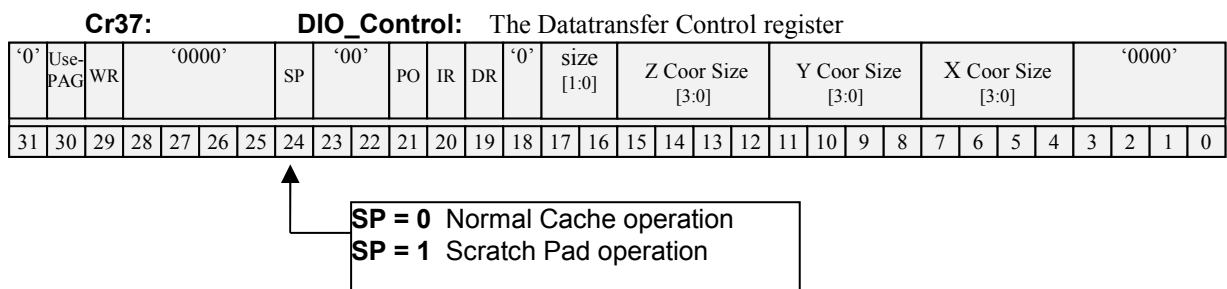 Cr37: DIO_Control: The Datatransfer Control register
‘0’ Use-PAG WR ‘0000’ SP ‘00’ PO IR DR ‘0’ size [1:0] Z Coor Size [3:0] Y Coor Size [3:0] X Coor Size [3:0] ‘0000’
31 30 29 28 27 26 25 24 23 22 21 20 19 18 17 16 15 14 13 12 11 10 9 8 7 6 5 4 3 2 1 0
SP = 0 Normal Cache operation
SP = 1 Scratch Pad operation